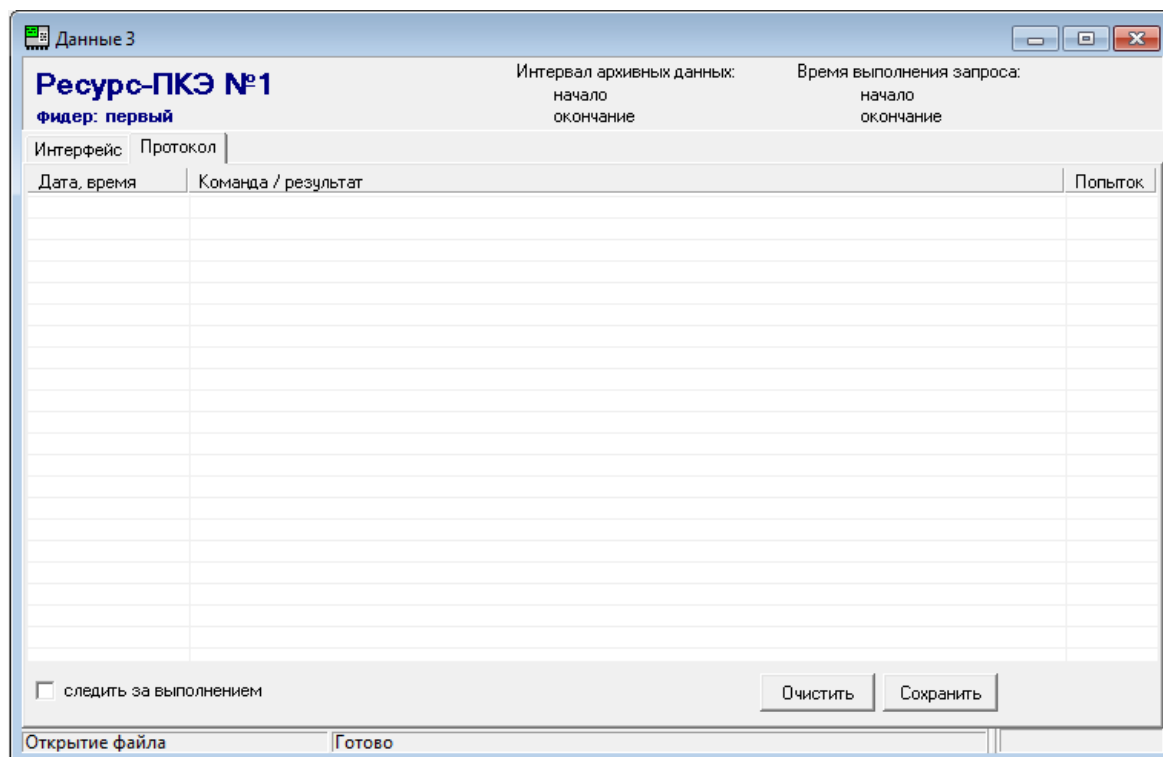 Данные 3
Ресурс-ПКЭ №1
Фидер: первый
Интервал архивных данных:
начало
окончание
Время выполнения запроса:
начало
окончание
Интерфейс Протокол
Дата, время Команда / результат Попыток
следить за выполнением Очистить Сохранить
Открытие файла Готово